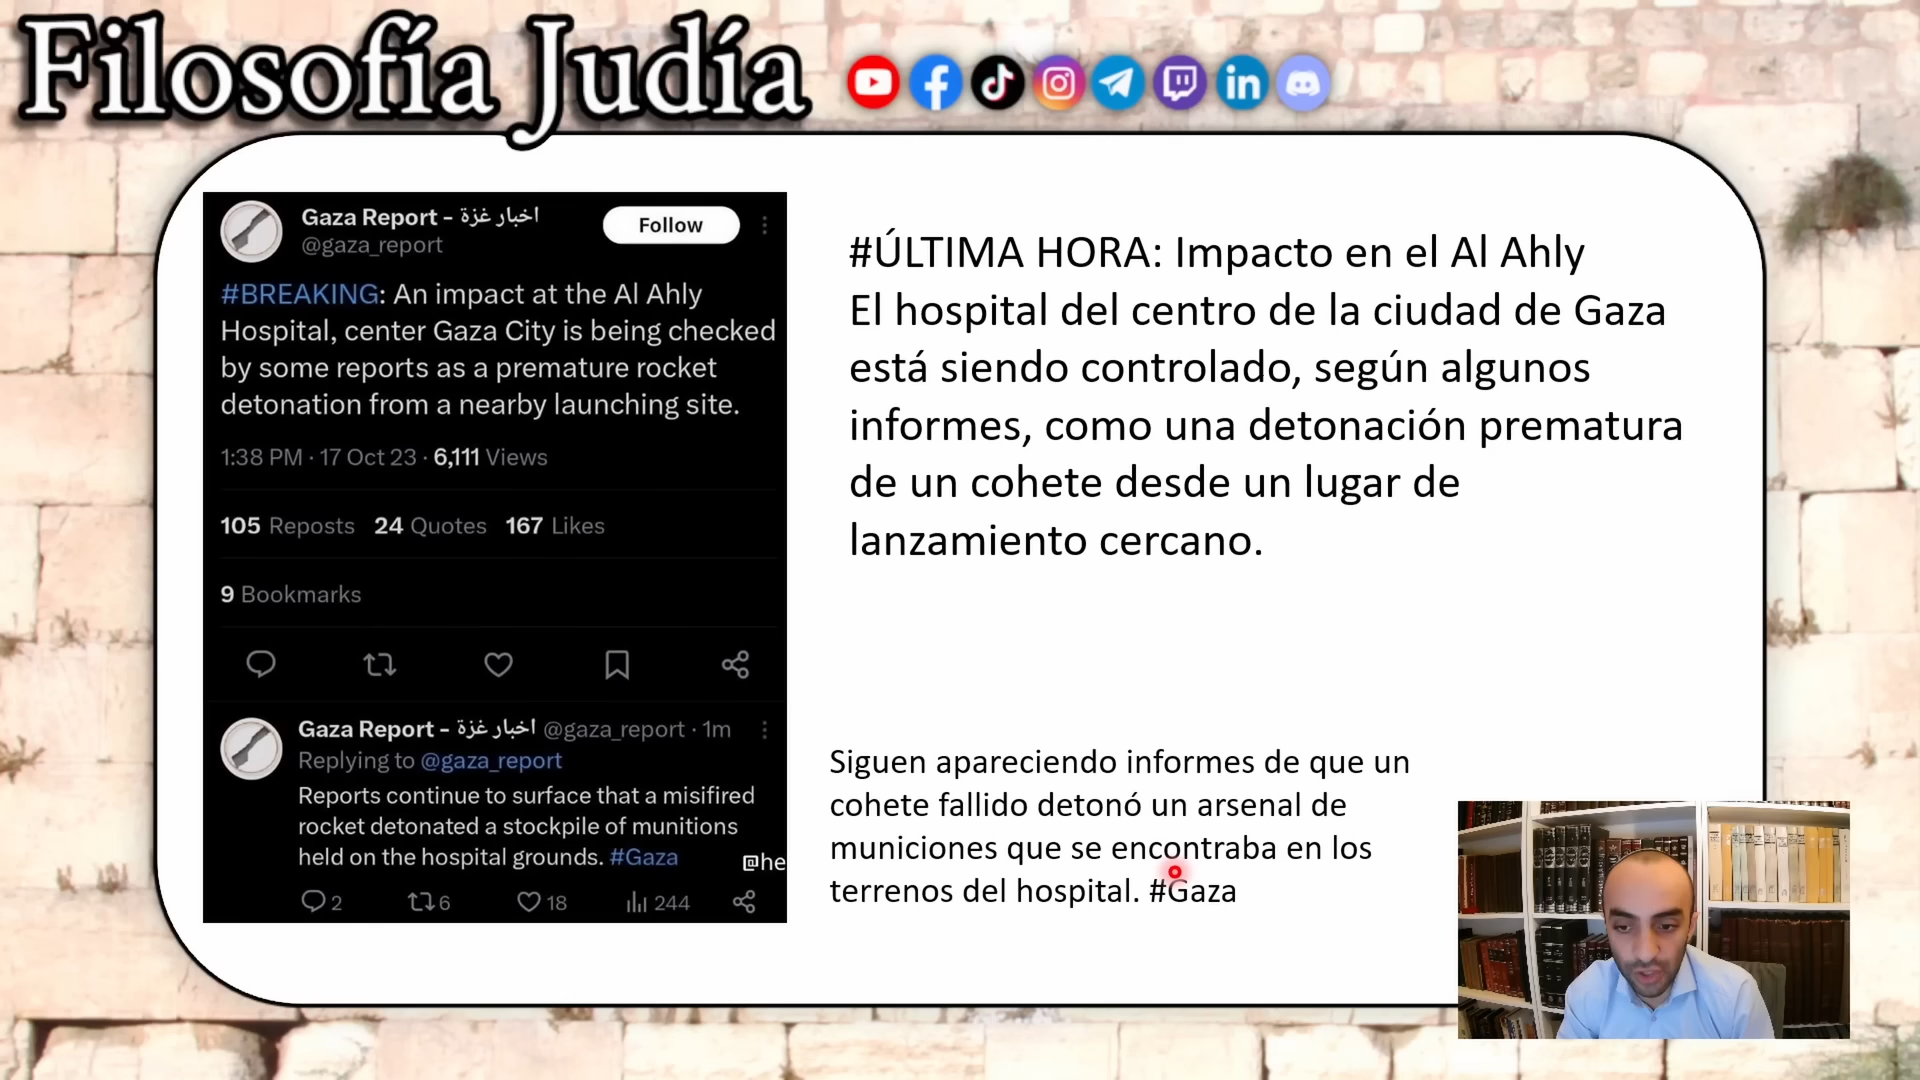 Filosofía Judía
Gaza Report - اخبار غزة
@gaza_report
Follow
#BREAKING: An impact at the Al Ahly
Hospital, center Gaza City is being checked
by some reports as a premature rocket
detonation from a nearby launching site.
1:38 PM · 17 Oct 23 · 6,111 Views
105 Reposts 24 Quotes 167 Likes
9 Bookmarks
Gaza Report - اخبار غزة @gaza_report · 1m
Replying to @gaza_report
Reports continue to surface that a misifired
rocket detonated a stockpile of munitions
held on the hospital grounds. #Gaza
@he
2 6 18 244
#ÚLTIMA HORA: Impacto en el Al Ahly
El hospital del centro de la ciudad de Gaza
está siendo controlado, según algunos
informes, como una detonación prematura
de un cohete desde un lugar de
lanzamiento cercano.
Siguen apareciendo informes de que un
cohete fallido detonó un arsenal de
municiones que se encontraba en los
terrenos del hospital. #Gaza